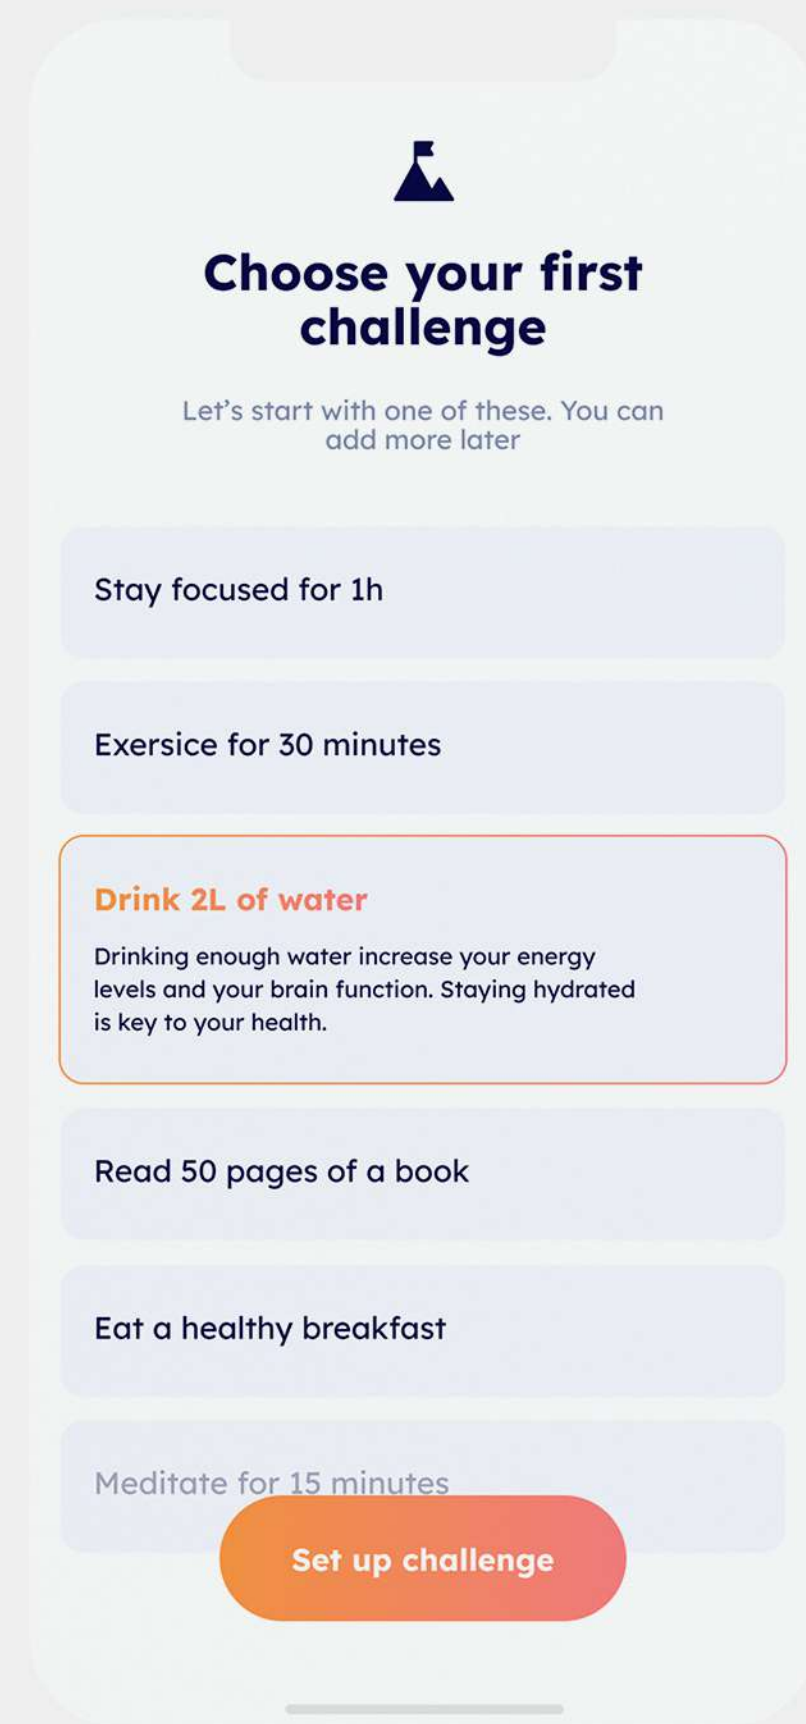 Choose your first
challenge
Let's start with one of these. You can
add more later
Stay focused for 1h
Exersice for 30 minutes
Drink 2L of water
Drinking enough water increase your energy
levels and your brain function. Staying hydrated
is key to your health.
Read 50 pages of a book
Eat a healthy breakfast
Meditate for 15 minutes
Set up challenge